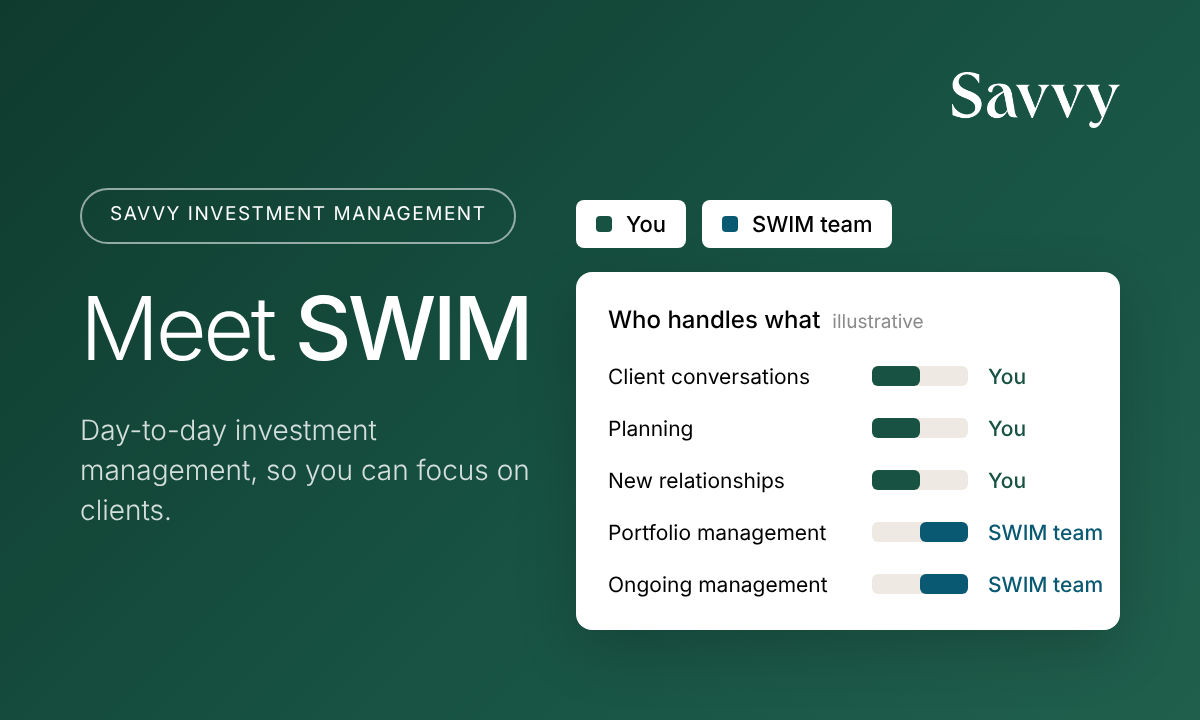 Savvy
SAVVY INVESTMENT MANAGEMENT
Meet SWIM
Day-to-day investment
management, so you can focus on
clients.
You
SWIM team
Who handles what illustrative
Client conversations You
Planning You
New relationships You
Portfolio management SWIM team
Ongoing management SWIM team